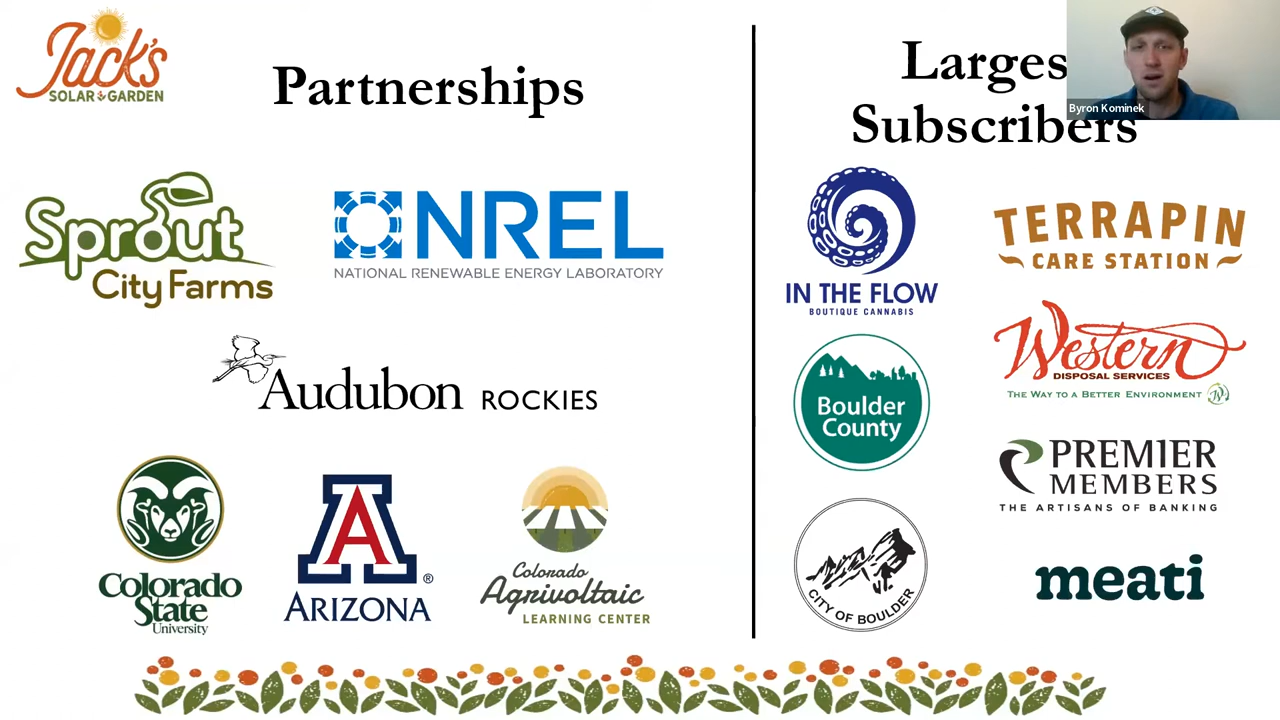 Jack's
SOLAR & GARDEN
Partnerships
Sprout
City Farms
NREL
NATIONAL RENEWABLE ENERGY LABORATORY
Audubon ROCKIES
Colorado
State
University
A
ARIZONA
®
Colorado
Agrivoltaic
LEARNING CENTER
Larges
Subscribers
Byron Kominek
IN THE FLOW
BOUTIQUE CANNABIS
TERRAPIN
CARE STATION
Boulder
County
Western
DISPOSAL SERVICES
THE WAY TO A BETTER ENVIRONMENT
PREMIER
MEMBERS
THE ARTISANS OF BANKING
CITY OF BOULDER
meati